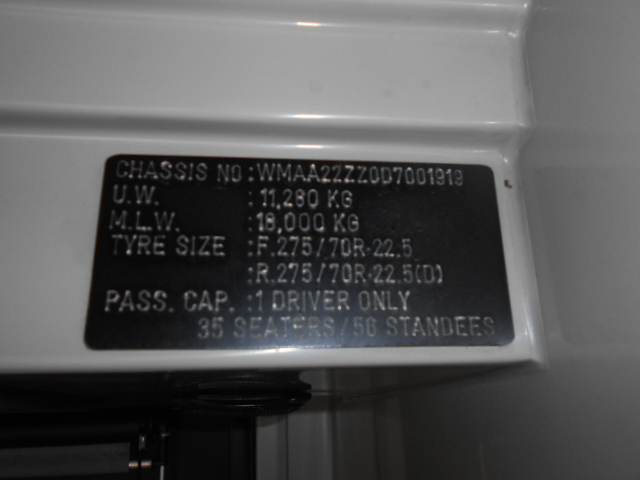 CHASSIS NO : WMAA22ZZ0D7001919
U.W. : 11,280 KG
M.L.W. : 18,000 KG
TYRE SIZE : F.275/70R-22.5
: R.275/70R-22.5(D)
PASS. CAP. : 1 DRIVER ONLY
35 SEATERS/56 STANDEES